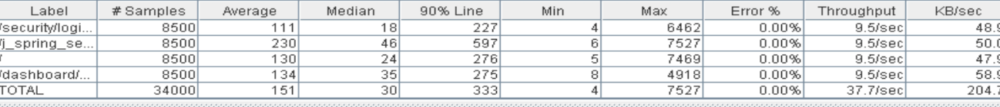 Label # Samples Average Median 90% Line Min Max Error % Throughput KB/sec
/security/logi... 8500 111 18 227 4 6462 0.00% 9.5/sec 48.9
/j_spring_se... 8500 230 46 597 6 7527 0.00% 9.5/sec 50.0
/ 8500 130 24 276 5 7469 0.00% 9.5/sec 47.9
/dashboard/... 8500 134 35 275 8 4918 0.00% 9.5/sec 58.9
TOTAL 34000 151 30 333 4 7527 0.00% 37.7/sec 204.7